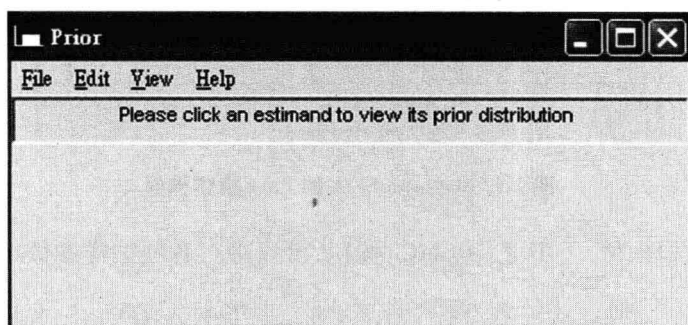 Prior
File Edit View Help
Please click an estimand to view its prior distribution